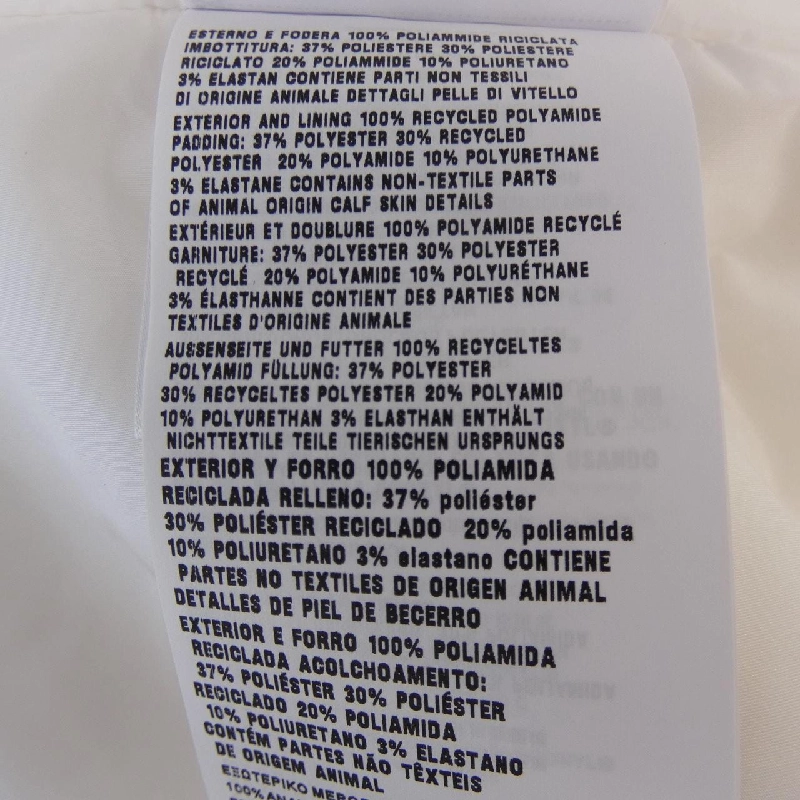 ESTERNO E FODERA 100% POLIAMMIDE RICICLATA
IMBOTTITURA: 37% POLIESTERE 30% POLIESTERE
RICICLATO 20% POLIAMMIDE 10% POLIURETANO
3% ELASTAN CONTIENE PARTI NON TESSILI
DI ORIGINE ANIMALE DETTAGLI PELLE DI VITELLO
EXTERIOR AND LINING 100% RECYCLED POLYAMIDE
PADDING: 37% POLYESTER 30% RECYCLED
POLYESTER 20% POLYAMIDE 10% POLYURETHANE
3% ELASTANE CONTAINS NON-TEXTILE PARTS
OF ANIMAL ORIGIN CALF SKIN DETAILS
EXTÉRIEUR ET DOUBLURE 100% POLYAMIDE RECYCLÉ
GARNITURE: 37% POLYESTER 30% POLYESTER
RECYCLÉ 20% POLYAMIDE 10% POLYURÉTHANE
3% ÉLASTHANNE CONTIENT DES PARTIES NON
TEXTILES D'ORIGINE ANIMALE
AUSSENSEITE UND FUTTER 100% RECYCELTES
POLYAMID FÜLLUNG: 37% POLYESTER
30% RECYCELTES POLYESTER 20% POLYAMID
10% POLYURETHAN 3% ELASTHAN ENTHÄLT
NICHTTEXTILE TEILE TIERISCHEN URSPRUNGS
EXTERIOR Y FORRO 100% POLIAMIDA
RECICLADA RELLENO: 37% poliéster
30% POLIÉSTER RECICLADO 20% poliamida
10% POLIURETANO 3% elastano CONTIENE
PARTES NO TEXTILES DE ORIGEN ANIMAL
DETALLES DE PIEL DE BECERRO
EXTERIOR E FORRO 100% POLIAMIDA
RECICLADA ACOLCHOAMENTO:
37% POLIÉSTER 30% POLIÉSTER
RECICLADO 20% POLIAMIDA
10% POLIURETANO 3% ELASTANO
CONTÉM PARTES NÃO TÊXTEIS
DE ORIGEM ANIMAL